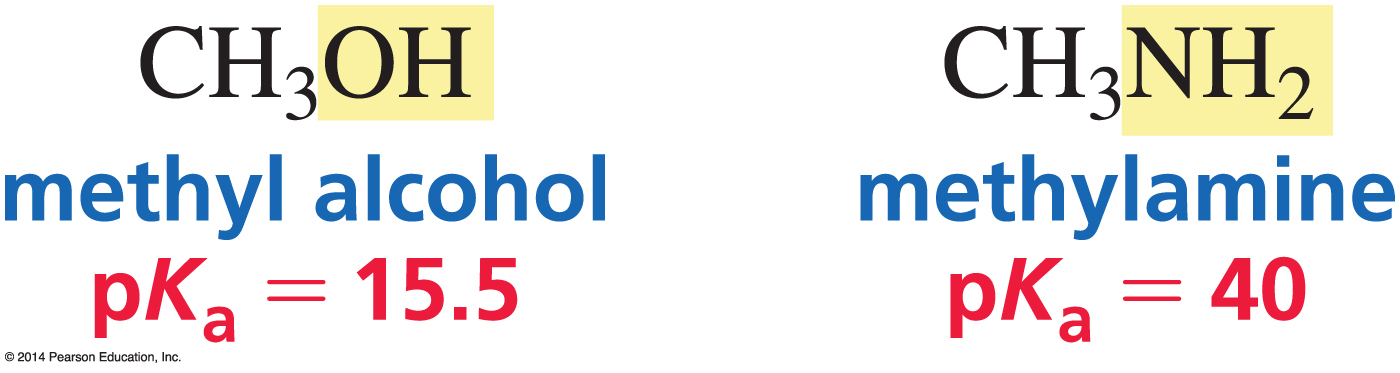 CH₃OH CH₃NH₂
methyl alcohol methylamine
pKₐ = 15.5 pKₐ = 40
© 2014 Pearson Education, Inc.